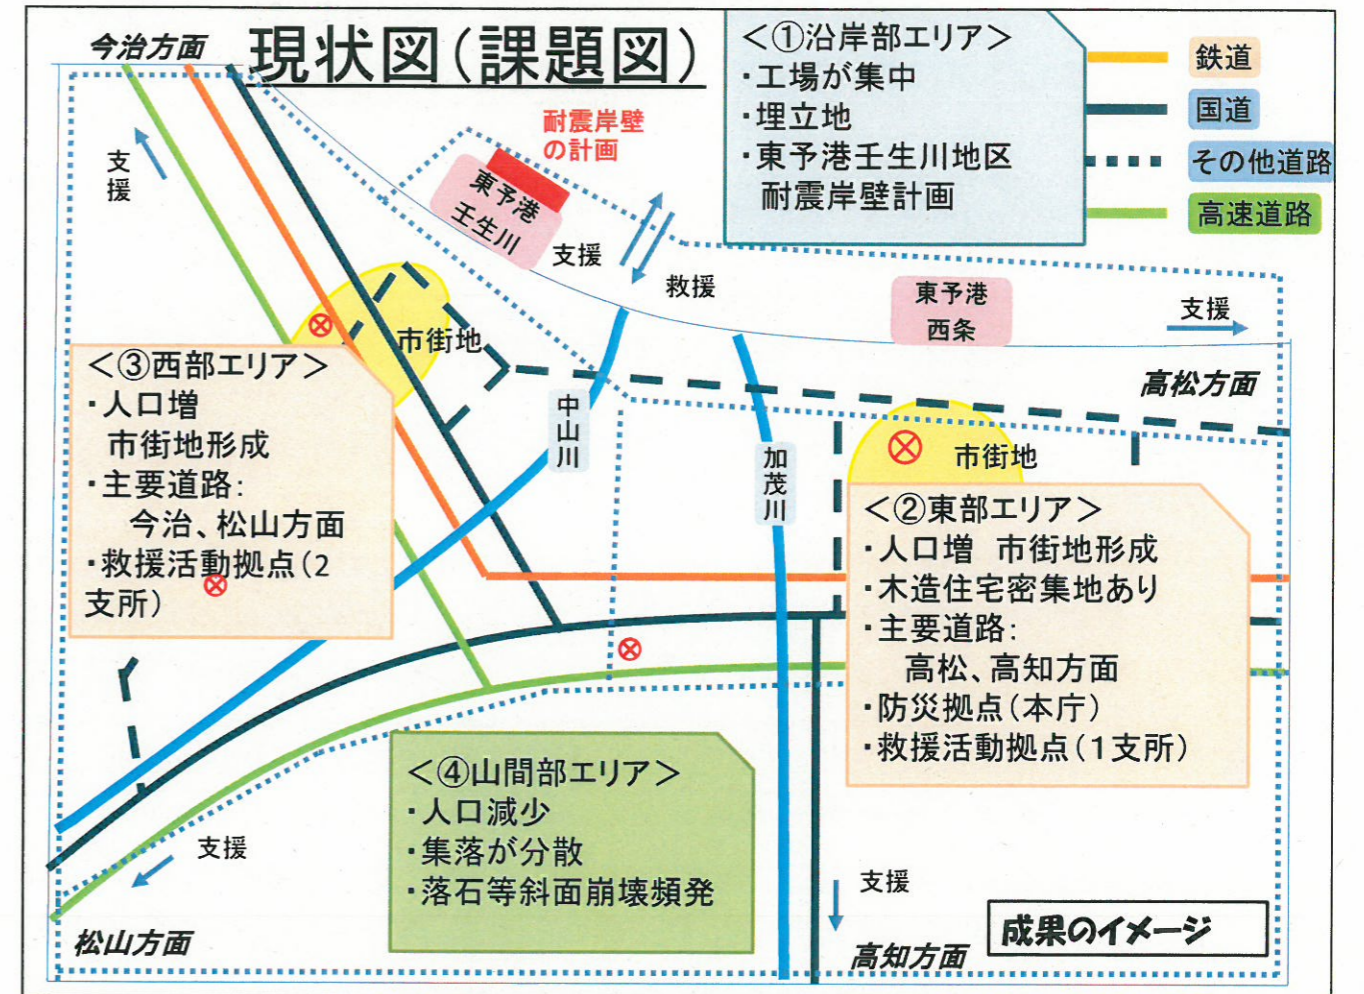 今治方面
現状図(課題図)
<①沿岸部エリア>
・工場が集中
・埋立地
・東予港壬生川地区
耐震岸壁計画
鉄道
国道
その他道路
高速道路
支援
耐震岸壁
の計画
東予港
壬生川
支援
救援
東予港
西条
支援
高松方面
市街地
<③西部エリア>
・人口増
市街地形成
・主要道路:
今治、松山方面
・救援活動拠点(2
支所)
中山川
加茂川
市街地
<②東部エリア>
・人口増 市街地形成
・木造住宅密集地あり
・主要道路:
高松、高知方面
・防災拠点(本庁)
・救援活動拠点(1支所)
<④山間部エリア>
・人口減少
・集落が分散
・落石等斜面崩壊頻発
支援
松山方面
支援
高知方面
成果のイメージ